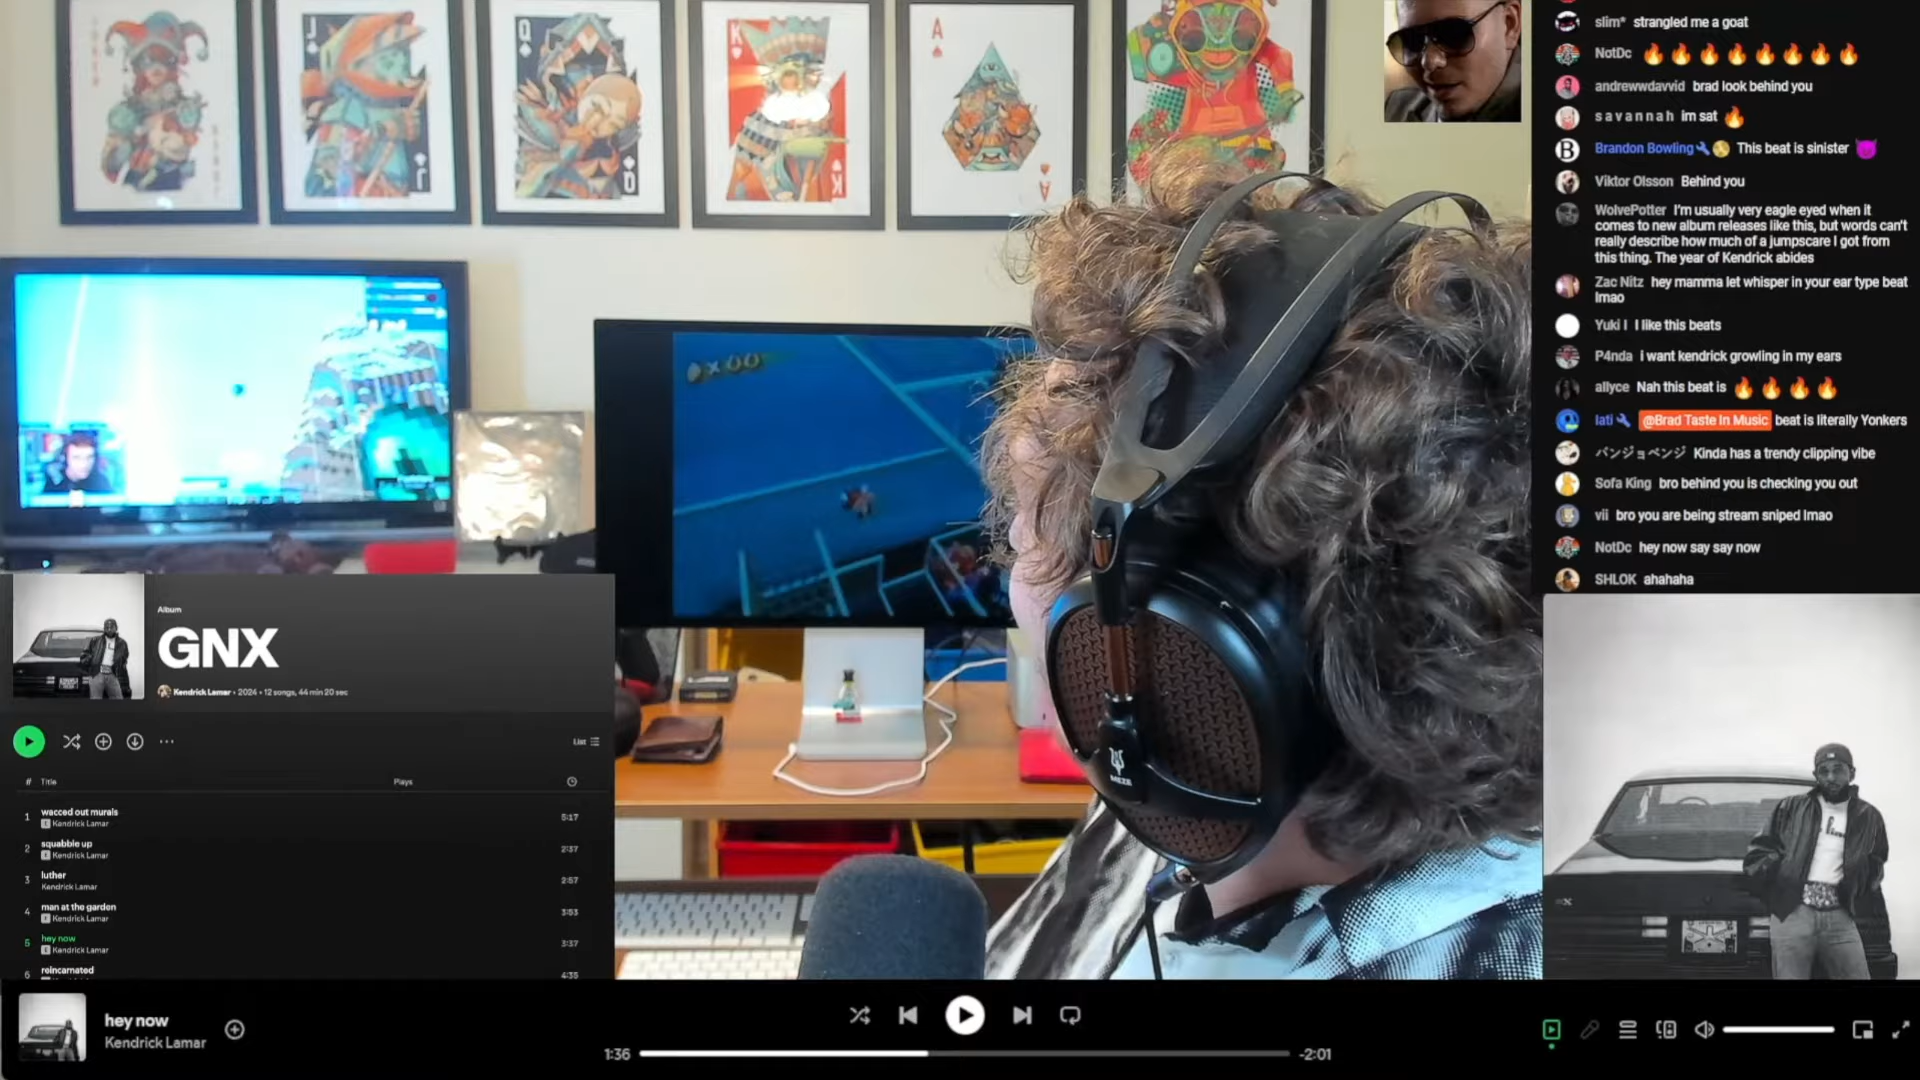 J
Q
Q
K
K
A
A
slim* strangled me a goat
NotDc 🔥🔥🔥🔥🔥🔥🔥🔥
andrewwdavvid brad look behind you
s a v a n n a h im sat 🔥
B
Brandon Bowling This beat is sinister 😈
Viktor Olsson Behind you
WolvePotter I'm usually very eagle eyed when it
comes to new album releases like this, but words can't
really describe how much of a jumpscare I got from
this thing. The year of Kendrick abides
Zac Nitz hey mamma let whisper in your ear type beat
lmao
Yuki I I like this beats
P4nda i want kendrick growling in my ears
allyce Nah this beat is 🔥🔥🔥🔥
lati @Brad Taste In Music beat is literally Yonkers
バンジョベンジ Kinda has a trendy clipping vibe
Sofa King bro behind you is checking you out
vii bro you are being stream sniped lmao
NotDc hey now say say now
SHLOK ahahaha
× 00
MEZE
Album
GNX
Kendrick Lamar • 2024 • 12 songs, 44 min 20 sec
List
# Title Plays
1 wacced out murals 5:17
E Kendrick Lamar
2 squabble up 2:37
E Kendrick Lamar
3 luther 2:57
Kendrick Lamar
4 man at the garden 3:53
E Kendrick Lamar
5 hey now 3:37
E Kendrick Lamar
6 reincarnated 4:35
hey now
Kendrick Lamar
1:36
-2:01